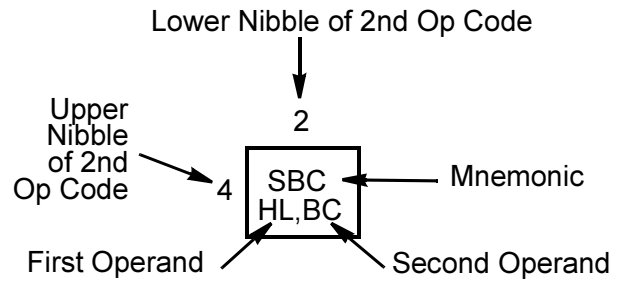 Lower Nibble of 2nd Op Code
2
Upper
Nibble
of 2nd
Op Code
4
SBC
HL,BC
Mnemonic
First Operand
Second Operand